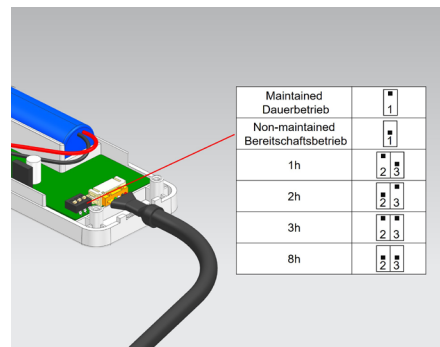 Maintained
Dauerbetrieb
1
Non-maintained
Bereitschaftsbetrieb
1
1h
2 3
2h
2 3
3h
2 3
8h
2 3